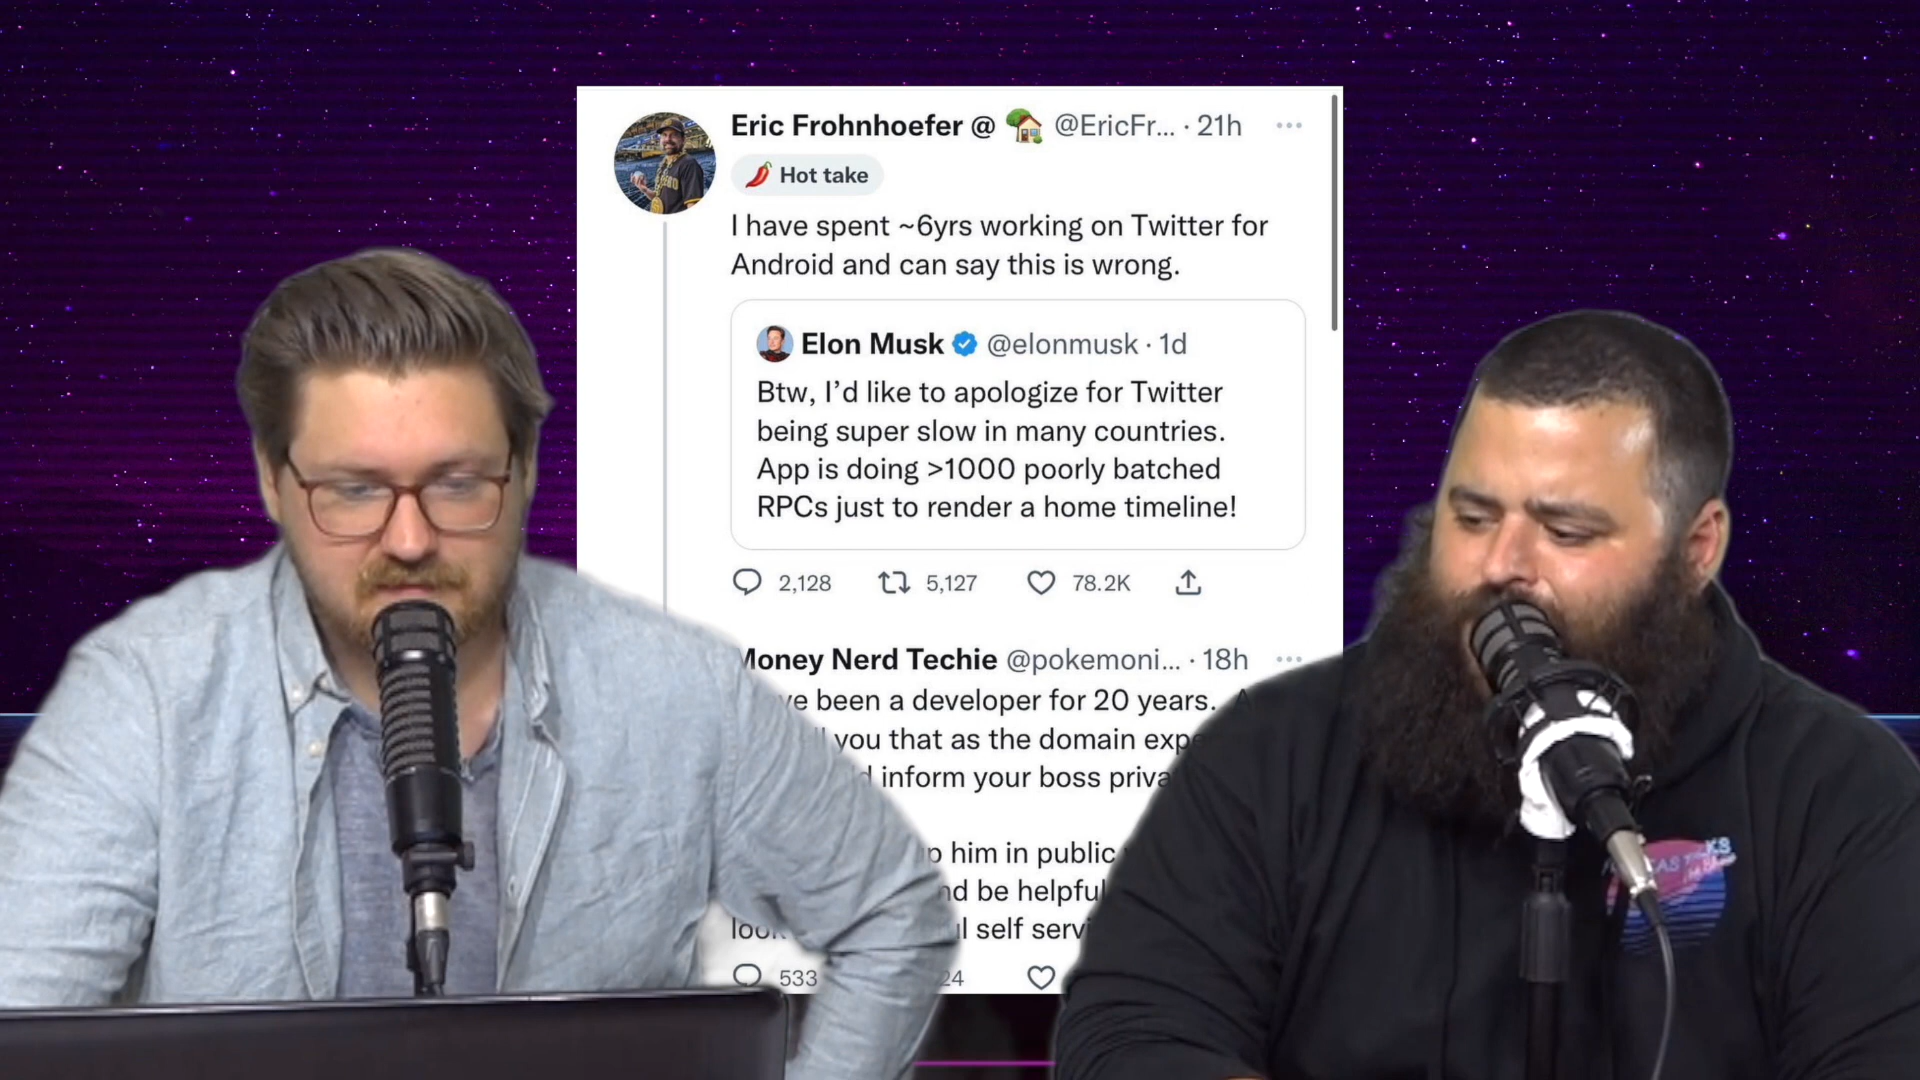 Eric Frohnhoefer @ 🏡 @EricFr... · 21h
🌶️ Hot take
I have spent ~6yrs working on Twitter for
Android and can say this is wrong.
Elon Musk @elonmusk · 1d
Btw, I'd like to apologize for Twitter
being super slow in many countries.
App is doing >1000 poorly batched
RPCs just to render a home timeline!
2,128 5,127 78.2K
Money Nerd Techie @pokemoni... · 18h
been a developer for 20 years.
you that as the domain
inform your boss
him in public
be helpful
self
533